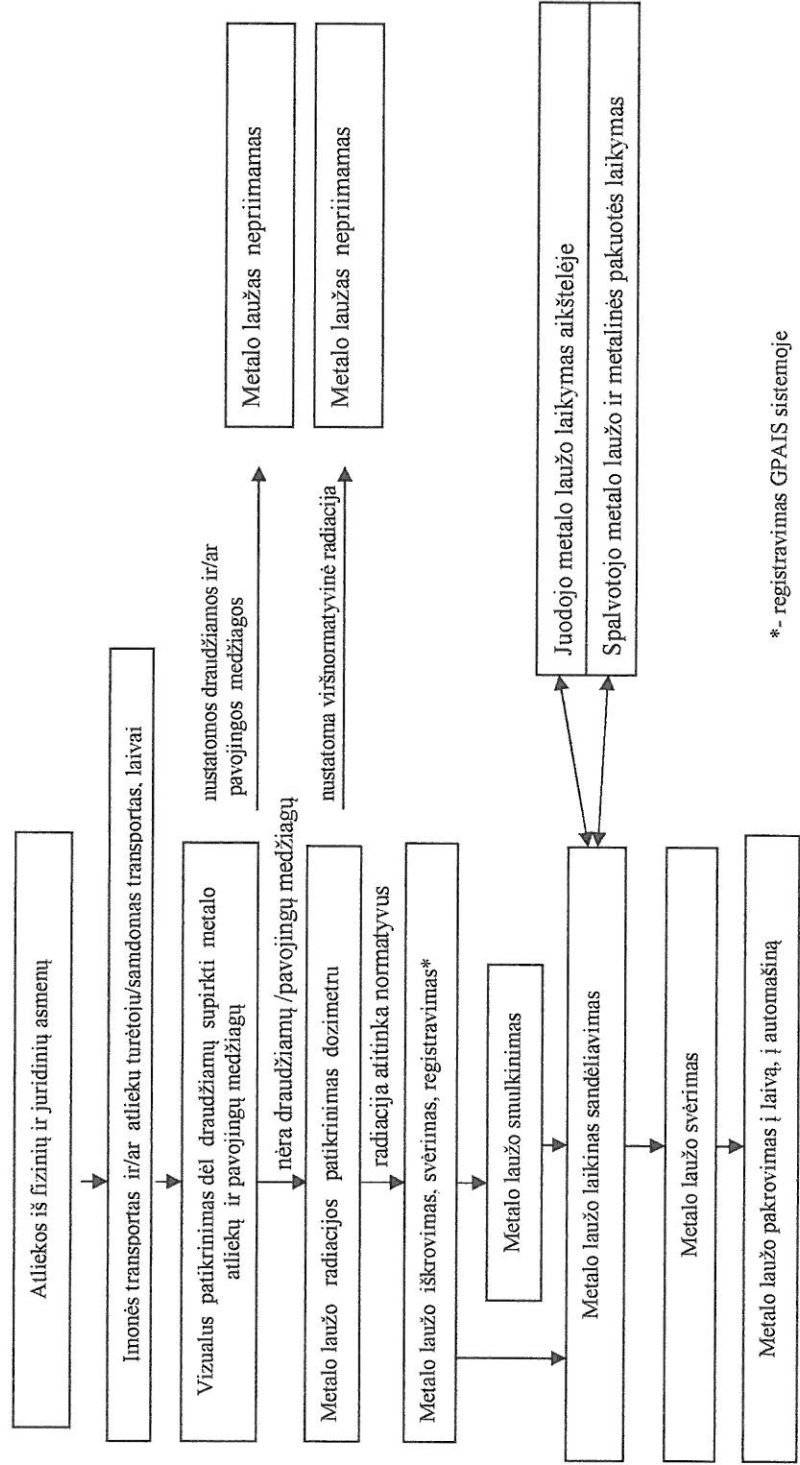 Atliekos iš fizinių ir juridinių asmenų
Imonės transportas ir/ar atliekų turėtoju/samdomas transportas, laivai
Vizualus patikrinimas dėl draudžiamų supirkti metalo
atliekų ir pavojingų medžiagų
nustatomos draudžiamos ir/ar
pavojingos medžiagos
Metalo laužas nepriimamas
nėra draudžiamų /pavojingų medžiagų
Metalo laužo radiacijos patikrinimas dozimetru
nustatoma viršnormatyvinė radiacija
Metalo laužas nepriimamas
radiacija atitinka normatyvus
Metalo laužo iškrovimas, svėrimas, registravimas*
Metalo laužo smulkinimas
Metalo laužo laikinas sandėliavimas
Juodojo metalo laužo laikymas aikštelėje
Spalvotojo metalo laužo ir metalinės pakuotės laikymas
Metalo laužo svėrimas
Metalo laužo pakrovimas į laivą, į automašiną
*- registravimas GPAIS sistemoje